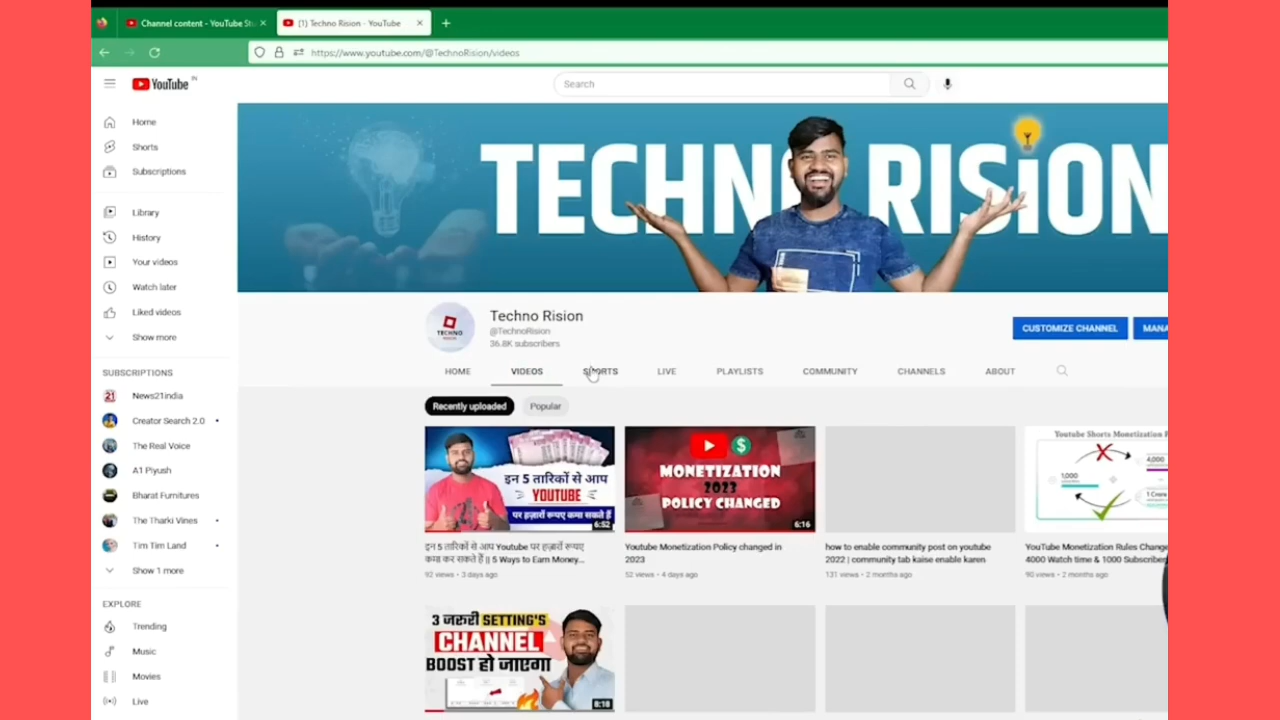 Channel content - YouTube Stu
(1) Techno Rision - YouTube
https://www.youtube.com/@TechnoRision/videos
YouTube IN
Search
Home
Shorts
Subscriptions
Library
History
Your videos
Watch later
Liked videos
Show more
SUBSCRIPTIONS
News21india
Creator Search 2.0
The Real Voice
A1 Piyush
Bharat Furnitures
The Tharki Vines
Tim Tim Land
Show 1 more
EXPLORE
Trending
Music
Movies
Live
TECHNO RISION
TECHNO
Techno Rision
@TechnoRision
36.8K subscribers
CUSTOMIZE CHANNEL
MANA
HOME
VIDEOS
SHORTS
LIVE
PLAYLISTS
COMMUNITY
CHANNELS
ABOUT
Recently uploaded
Popular
इन 5 तारिकों से आप
YOUTUBE
पर हज़ारों रूपए कमा सकते हैं
6:52
इन 5 तारिकों से आप Youtube पर हज़ारों रूपए
कमा कर सकते हैं || 5 Ways to Earn Money...
92 views • 3 days ago
MONETIZATION
2023
POLICY CHANGED
6:16
Youtube Monetization Policy changed in
2023
52 views • 4 days ago
how to enable community post on youtube
2022 | community tab kaise enable karen
131 views • 2 months ago
Youtube Shorts Monetization
1,000
4,000
1 Crore
YouTube Monetization Rules Change
4000 Watch time & 1000 Subscriber
90 views • 2 months ago
3 जरुरी SETTING'S
CHANNEL
BOOST हो जाएगा
8:18